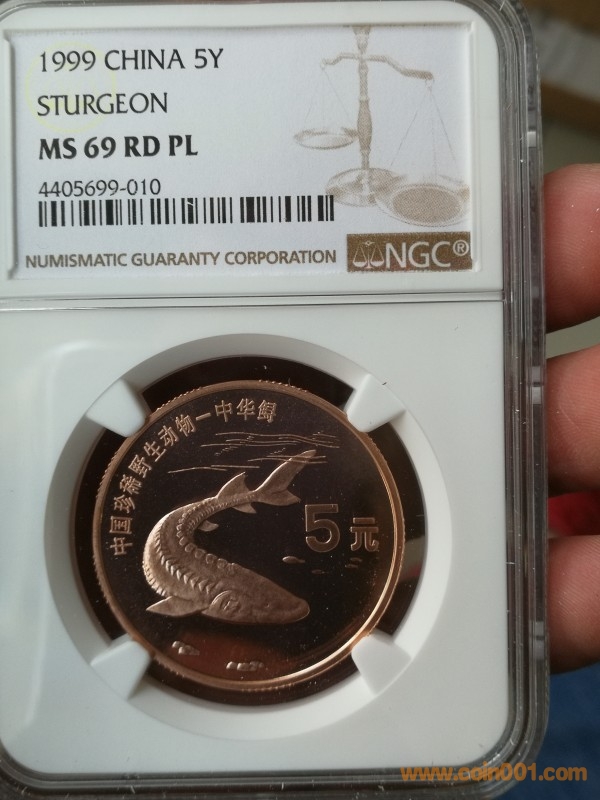 1999 CHINA 5Y
STURGEON
MS 69 RD PL
4405699-010
NUMISMATIC GUARANTY CORPORATION
NGC®
中国珍稀野生动物—中华鲟
5元
www.coin001.com